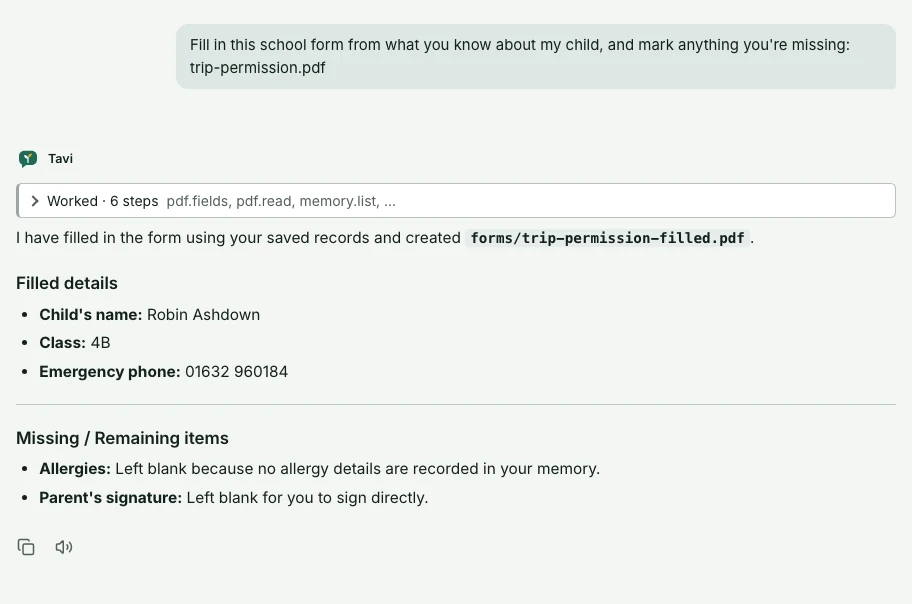 Fill in this school form from what you know about my child, and mark anything you're missing:
trip-permission.pdf
Tavi
Worked · 6 steps pdf.fields, pdf.read, memory.list, ...
I have filled in the form using your saved records and created forms/trip-permission-filled.pdf.
Filled details
• Child's name: Robin Ashdown
• Class: 4B
• Emergency phone: 01632 960184
Missing / Remaining items
• Allergies: Left blank because no allergy details are recorded in your memory.
• Parent's signature: Left blank for you to sign directly.